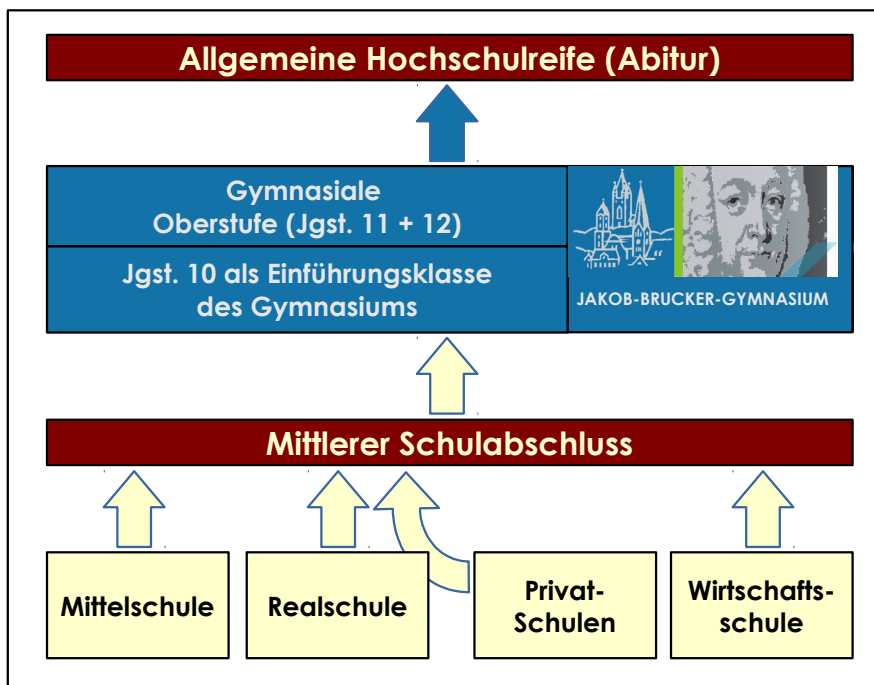 Allgemeine Hochschulreife (Abitur)
Gymnasiale
Oberstufe (Jgst. 11 + 12)
Jgst. 10 als Einführungsklasse
des Gymnasiums
JAKOB-BRUCKER-GYMNASIUM
Mittlerer Schulabschluss
Mittelschule
Realschule
Privat-
Schulen
Wirtschafts-
schule